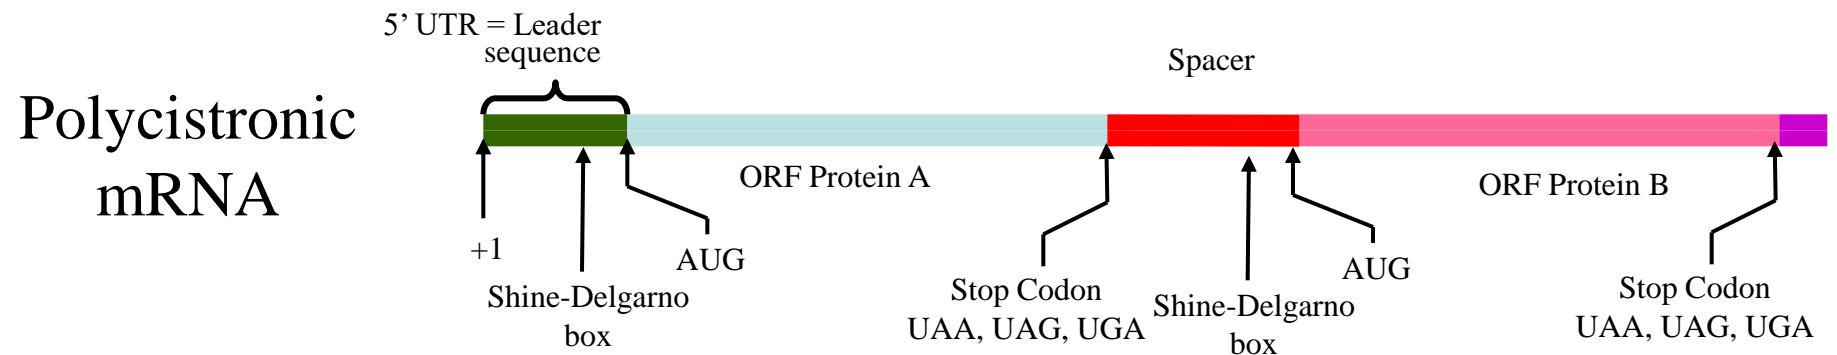 Polycistronic
mRNA
5’ UTR = Leader
sequence
Spacer
ORF Protein A
ORF Protein B
+1
Shine-Delgarno
box
AUG
Stop Codon
UAA, UAG, UGA
Shine-Delgarno
box
AUG
Stop Codon
UAA, UAG, UGA